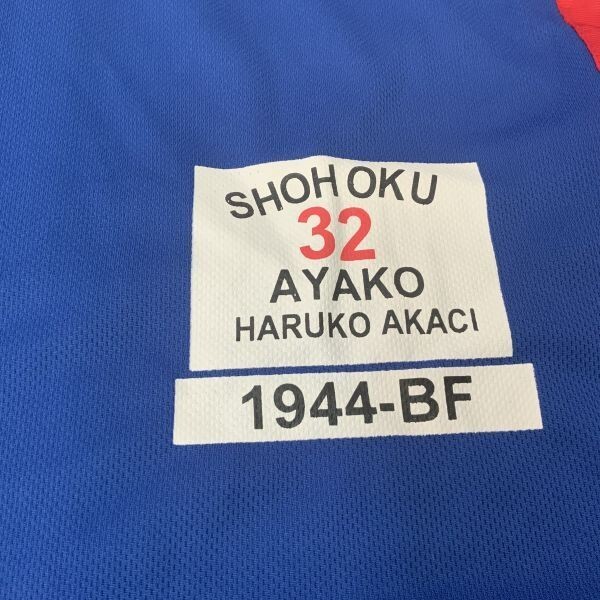 SHOHOKU
32
AYAKO
HARUKO AKACI
1944-BF